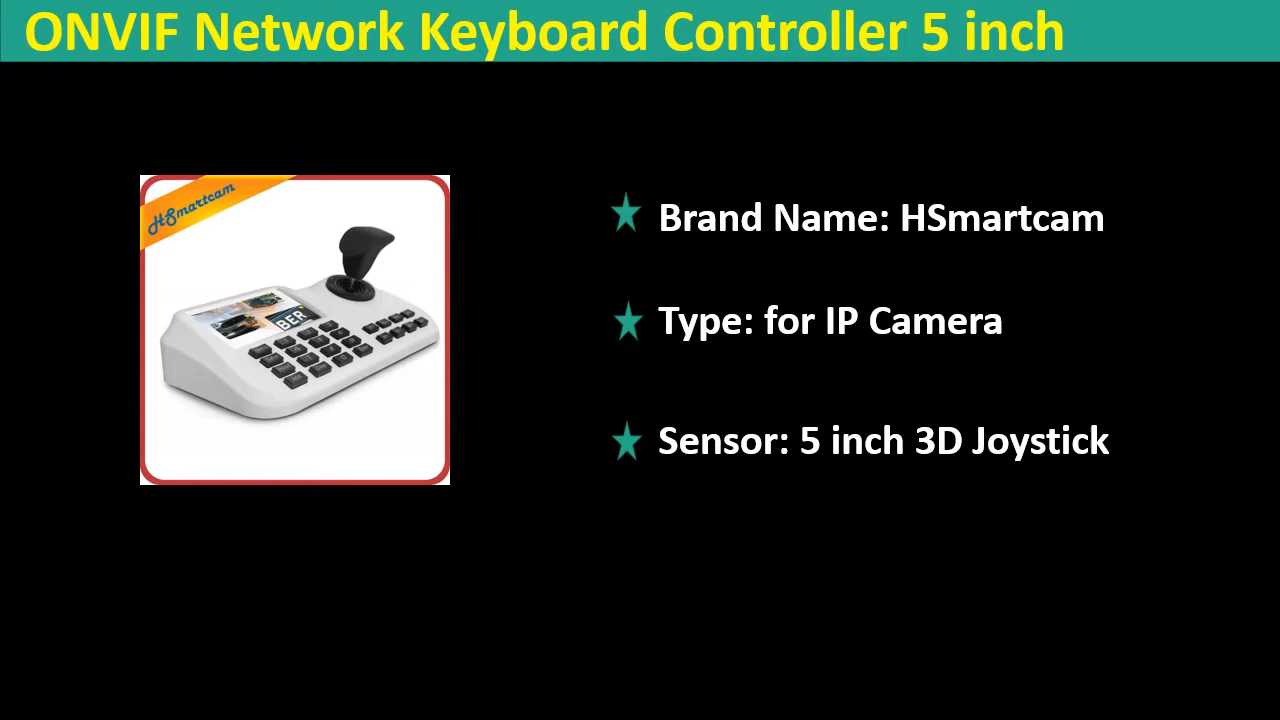 ONVIF Network Keyboard Controller 5 inch
HSmartcam
BER
Brand Name: HSmartcam
Type: for IP Camera
Sensor: 5 inch 3D Joystick